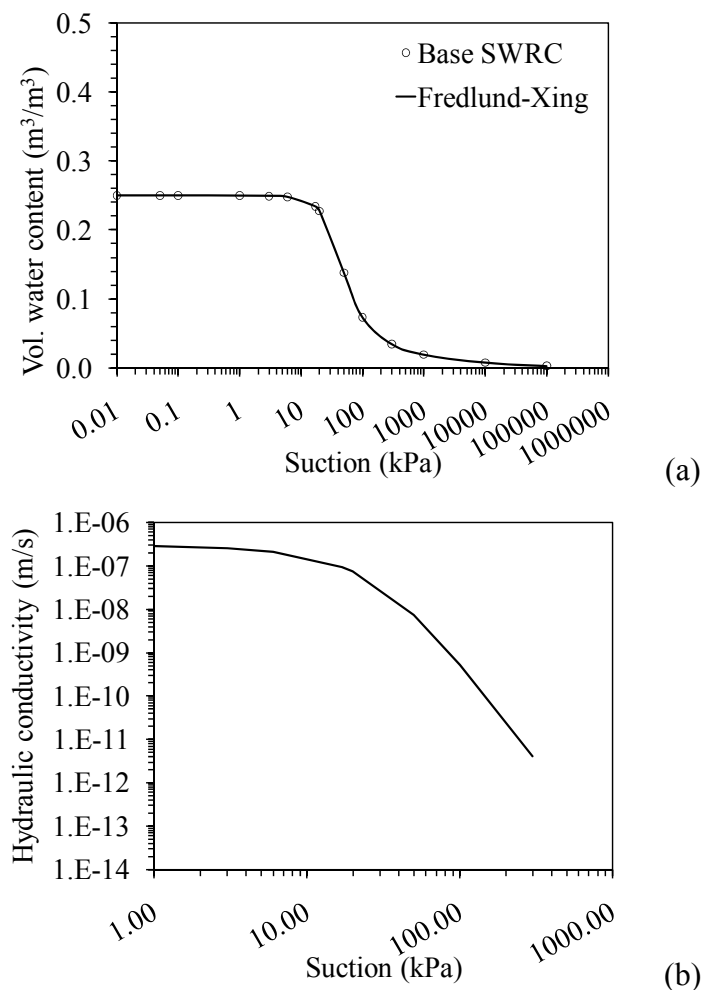 Vol. water content (m³/m³)
0.5
0.4
0.3
0.2
0.1
0.0
Base SWRC
Fredlund-Xing
0.01
0.1
1
10
100
1000
10000
100000
1000000
Suction (kPa)
(a)
Hydraulic conductivity (m/s)
1.E-06
1.E-07
1.E-08
1.E-09
1.E-10
1.E-11
1.E-12
1.E-13
1.E-14
1.00
10.00
100.00
1000.00
Suction (kPa)
(b)